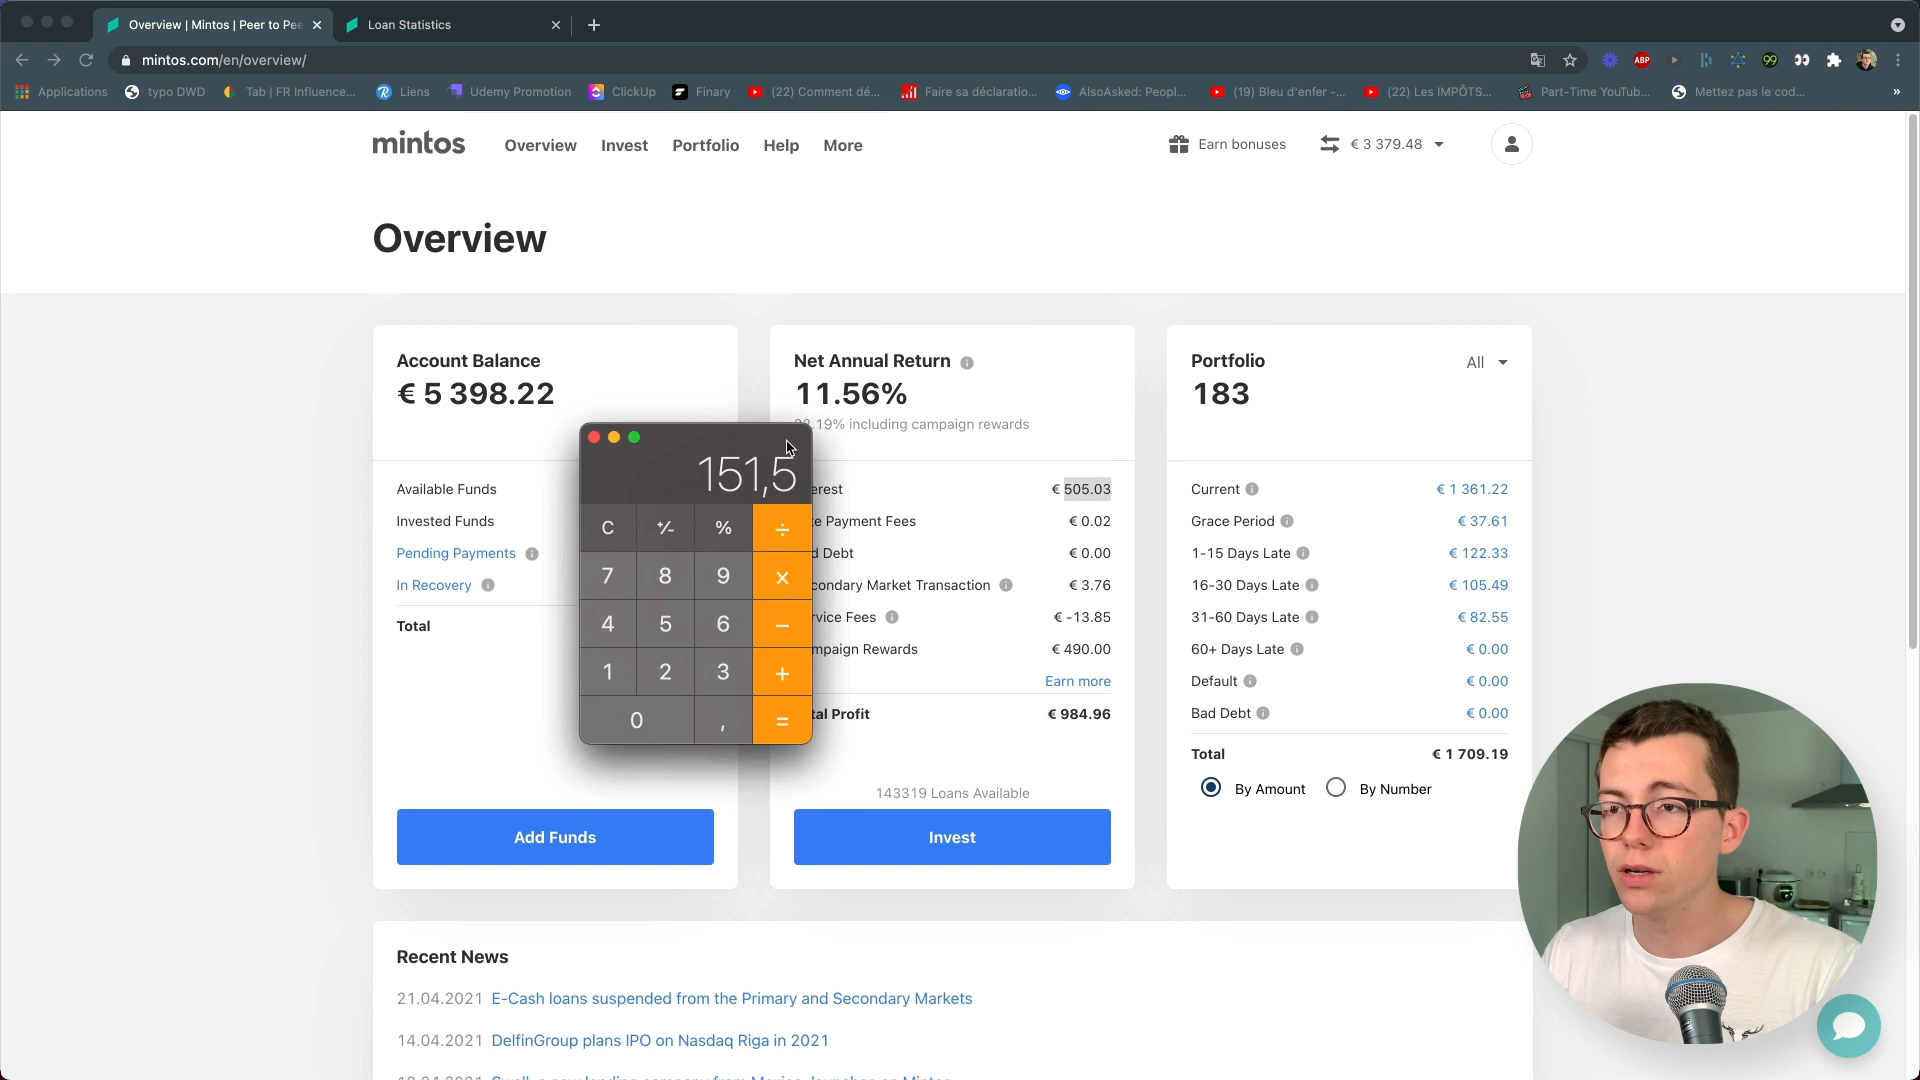 Overview | Mintos | Peer to Pee
Loan Statistics
mintos.com/en/overview/
ABP
99
Applications
typo DWD
Tab | FR Influence...
Liens
Udemy Promotion
ClickUp
Finary
(22) Comment dé...
Faire sa déclaratio...
AlsoAsked: Peopl...
(19) Bleu d'enfer -...
(22) Les IMPÔTS...
Part-Time YouTub...
Mettez pas le cod...
»
mintos
Overview
Invest
Portfolio
Help
More
Earn bonuses
€ 3 379.48
Overview
Account Balance
€ 5 398.22
Available Funds
Invested Funds
Pending Payments
In Recovery
Total
Add Funds
151,5
C
⁺∕₋
%
÷
7
8
9
×
4
5
6
−
1
2
3
+
0
,
=
Net Annual Return
11.56%
.19% including campaign rewards
erest
€ 505.03
e Payment Fees
€ 0.02
d Debt
€ 0.00
condary Market Transaction
€ 3.76
rvice Fees
€ -13.85
mpaign Rewards
€ 490.00
Earn more
tal Profit
€ 984.96
143319 Loans Available
Invest
Portfolio
All
183
Current
€ 1 361.22
Grace Period
€ 37.61
1-15 Days Late
€ 122.33
16-30 Days Late
€ 105.49
31-60 Days Late
€ 82.55
60+ Days Late
€ 0.00
Default
€ 0.00
Bad Debt
€ 0.00
Total
€ 1 709.19
By Amount
By Number
Recent News
21.04.2021 E-Cash loans suspended from the Primary and Secondary Markets
14.04.2021 DelfinGroup plans IPO on Nasdaq Riga in 2021